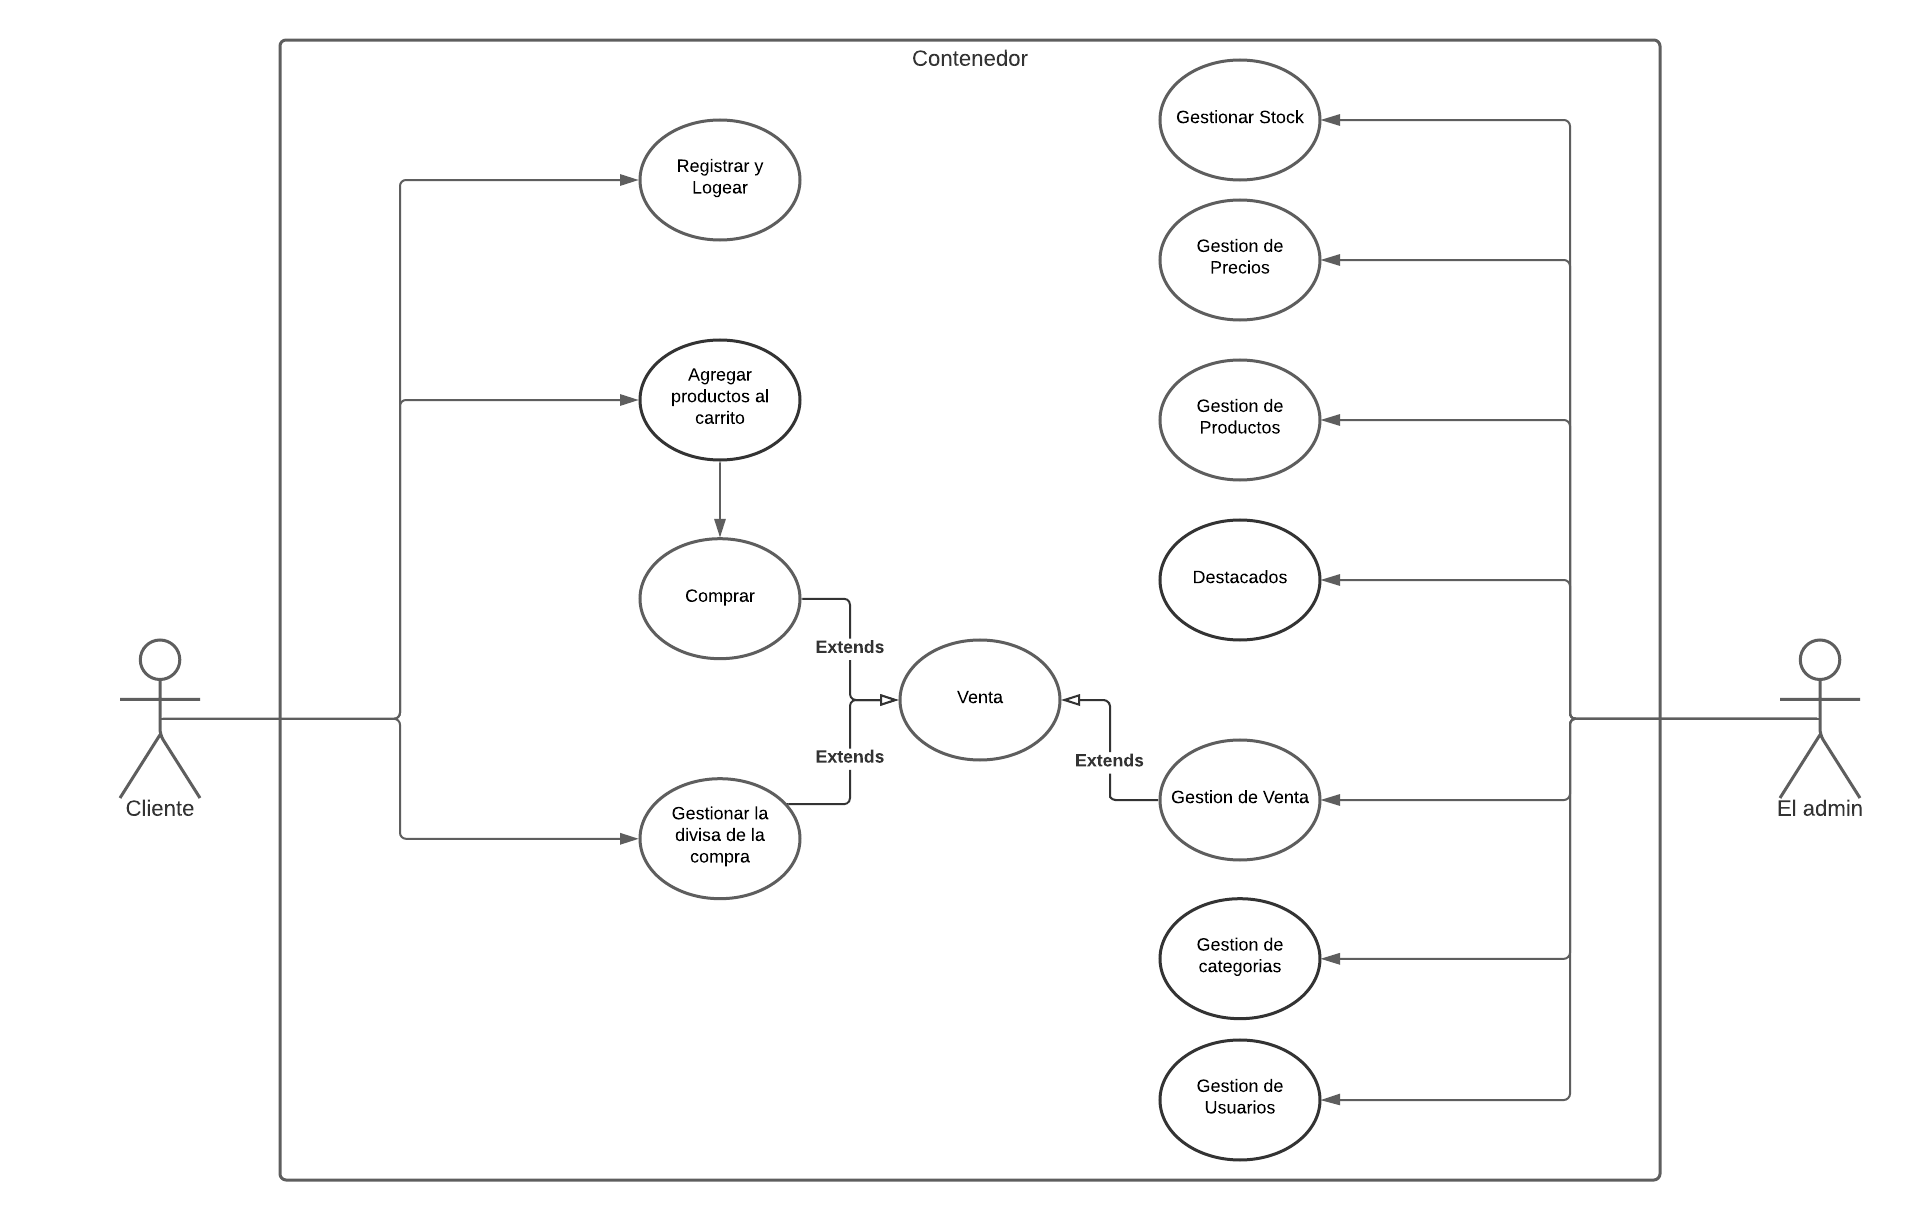 Contenedor
Gestionar Stock
Registrar y
Logear
Gestion de
Precios
Agregar
productos al
carrito
Gestion de
Productos
Destacados
Comprar
Extends
Venta
Extends
Extends
Gestion de Venta
Cliente
El admin
Gestionar la
divisa de la
compra
Gestion de
categorias
Gestion de
Usuarios